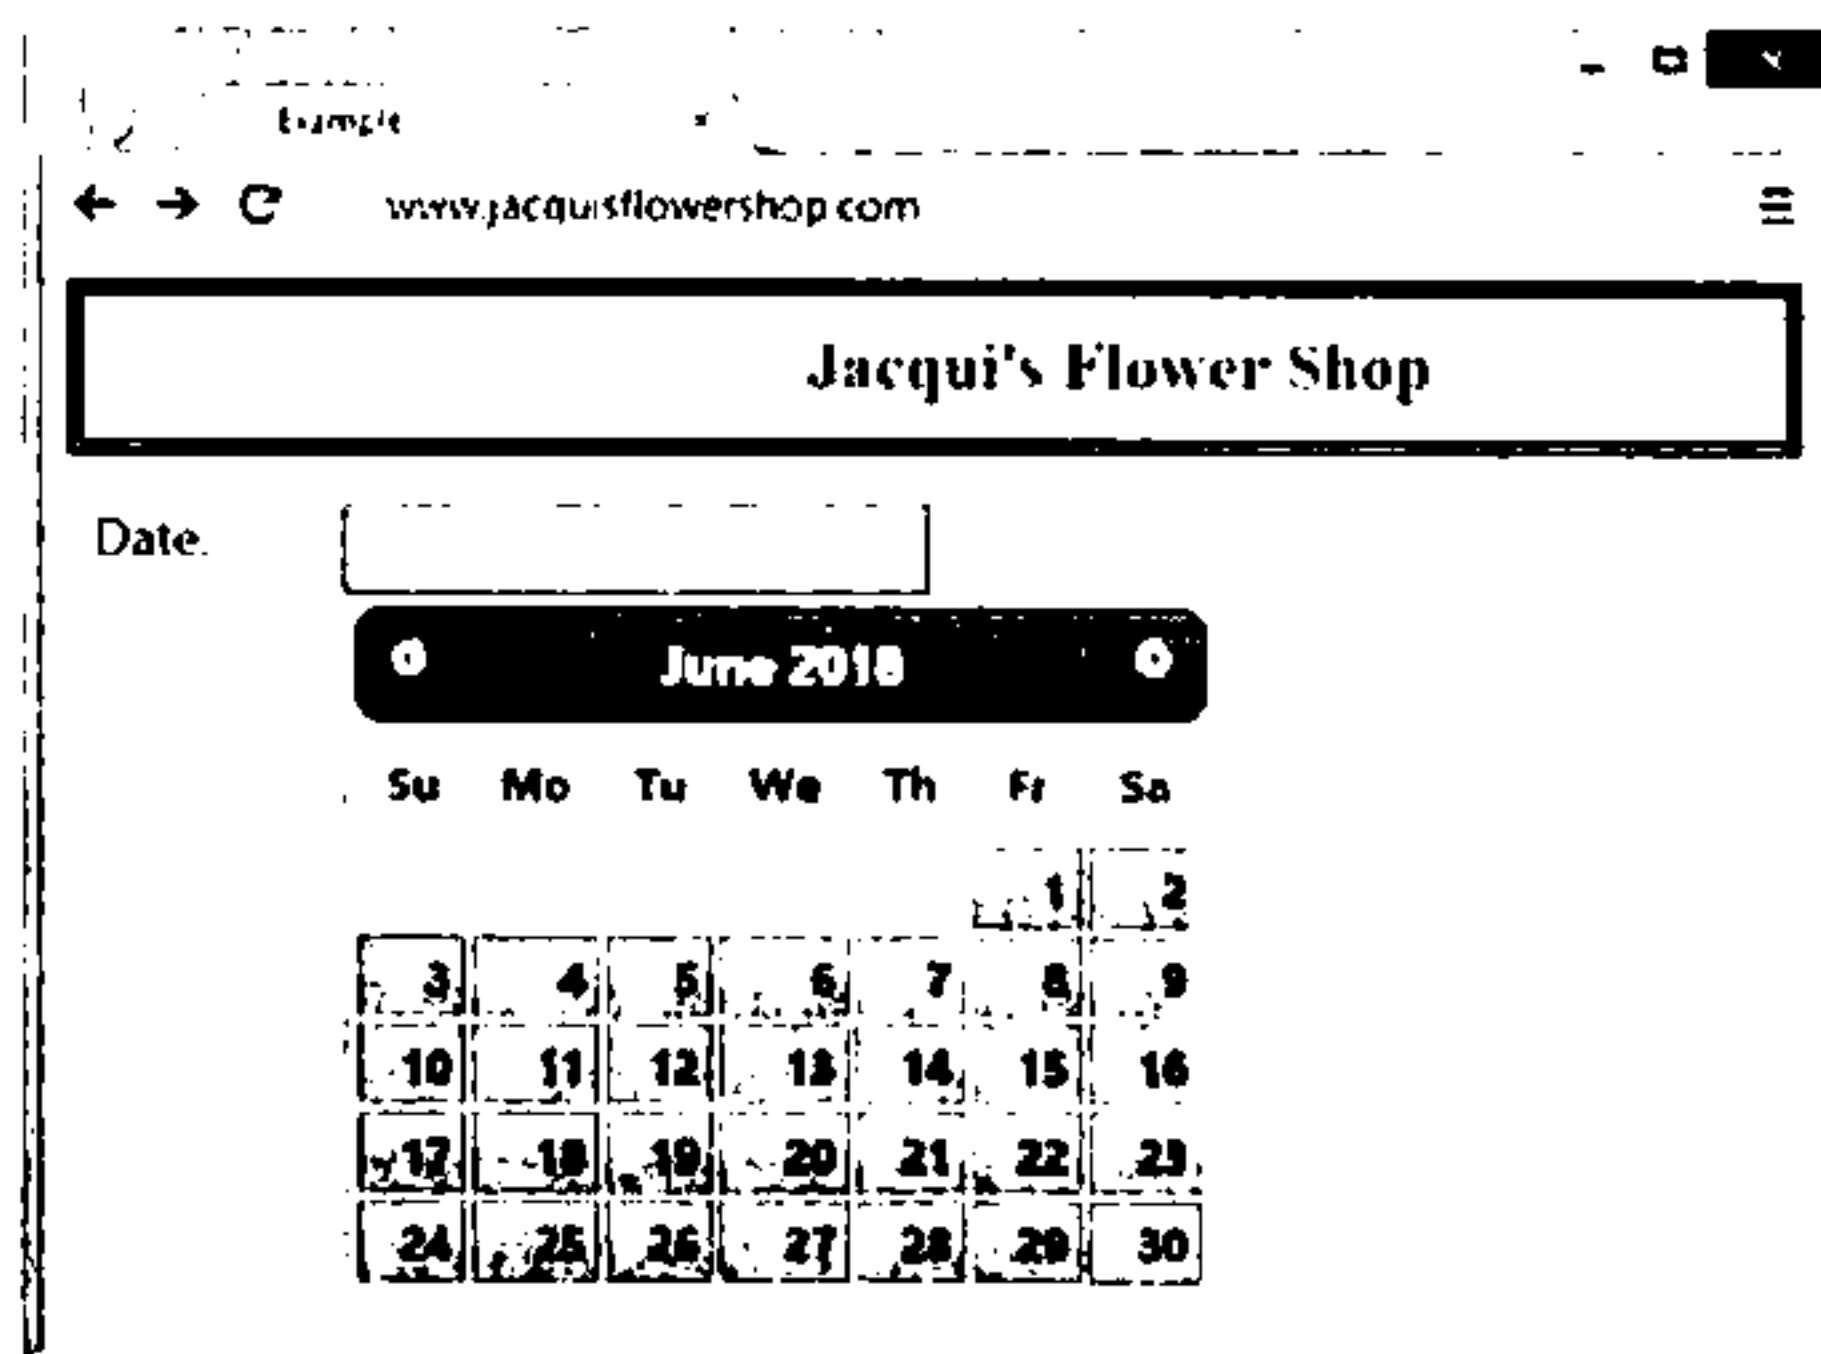 Example
www.jacquisflowershop.com
Jacqui's Flower Shop
Date:
June 2018
Su Mo Tu We Th Fr Sa
1 2
3 4 5 6 7 8 9
10 11 12 13 14 15 16
17 18 19 20 21 22 23
24 25 26 27 28 29 30